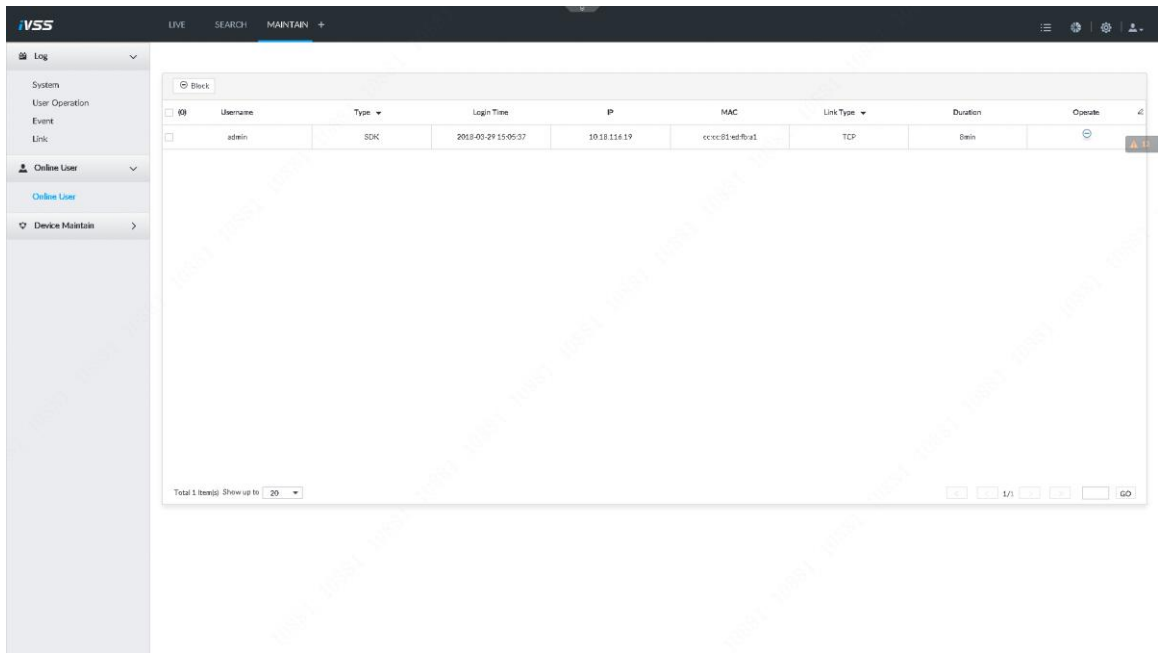 iVSS LIVE SEARCH MAINTAIN +
Log
System
User Operation
Event
Link
Online User
Online User
Device Maintain
Block
(0) Username Type Login Time IP MAC Link Type Duration Operate
admin SDK 2018-03-29 15:05:37 10.18.116.19 TCP 8min
Total 1 item(s) Show up to 20
1/1 GO